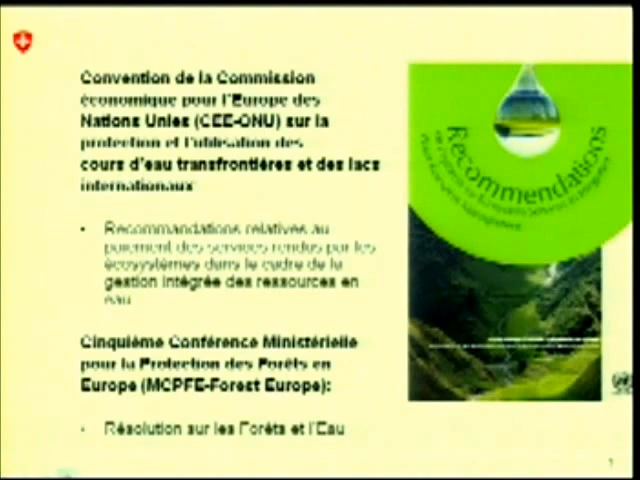 Convention de la Commission
économique pour l'Europe des
Nations Unies (CEE-ONU) sur la
protection et l'utilisation des
cours d'eau transfrontières et des lacs
internationaux
• Recommandations relatives au
paiement des services rendus par les
écosystèmes dans le cadre de la
gestion intégrée des ressources en
eau
Cinquième Conférence Ministérielle
pour la Protection des Forêts en
Europe (MCPFE-Forest Europe):
• Résolution sur les Forêts et l'Eau
Recommendations